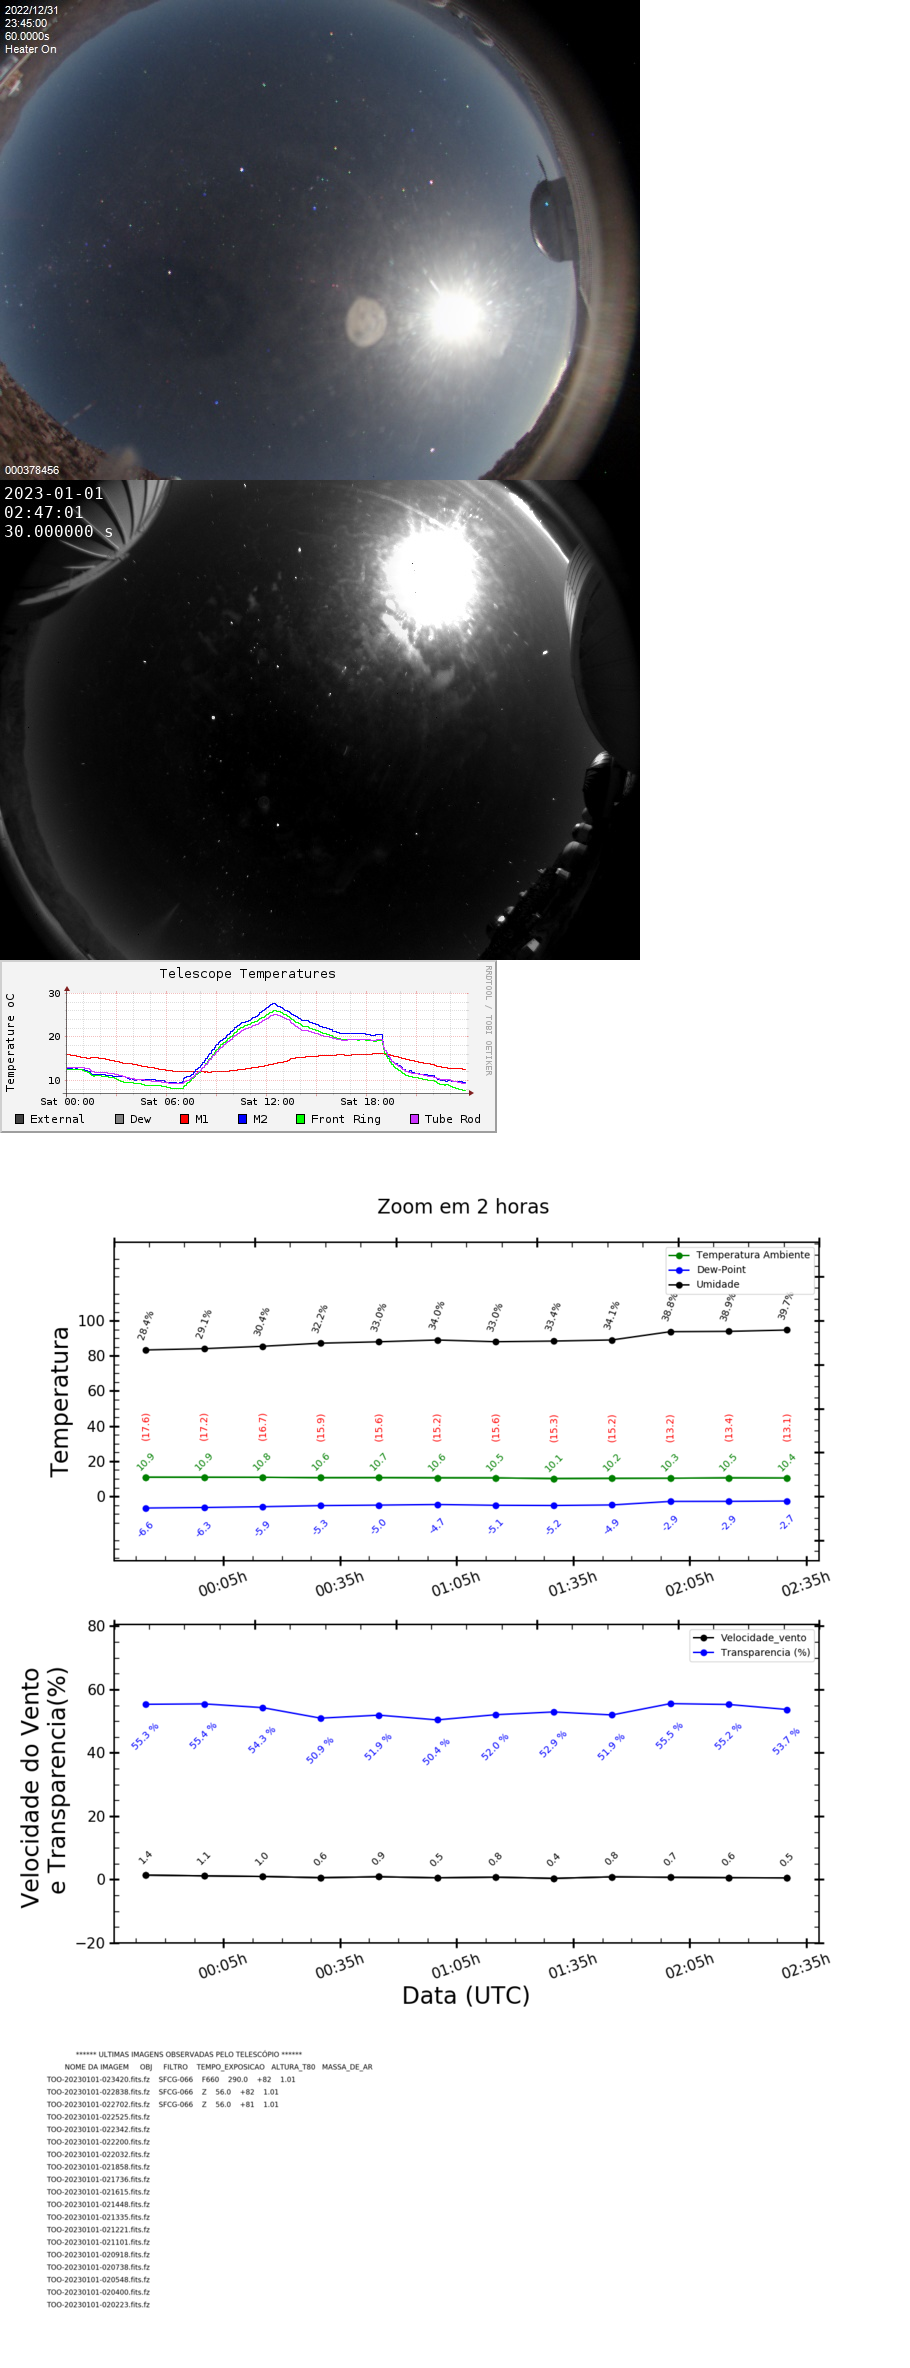 2022/12/31
23:45:00
60.0000s
Heater On
000378456
2023-01-01
02:47:01
30.000000 s
Telescope Temperatures
RRDTOOL / TOBI OETIKER
Temperature oC
30
20
10
Sat 00:00 Sat 06:00 Sat 12:00 Sat 18:00
External Dew M1 M2 Front Ring Tube Rod
Zoom em 2 horas
Temperatura Ambiente
Dew-Point
Umidade
Temperatura
100
80
60
40
20
0
28.4% 29.1% 30.4% 32.2% 33.0% 34.0% 33.0% 33.4% 34.1% 38.8% 38.9% 39.7%
(17.6) (17.2) (16.7) (15.9) (15.6) (15.2) (15.6) (15.3) (15.2) (13.2) (13.4) (13.1)
10.9 10.9 10.8 10.6 10.7 10.6 10.5 10.1 10.2 10.3 10.5 10.4
-6.6 -6.3 -5.9 -5.3 -5.0 -4.7 -5.1 -5.2 -4.9 -2.9 -2.9 -2.7
00:05h 00:35h 01:05h 01:35h 02:05h 02:35h
Velocidade_vento
Transparencia (%)
Velocidade do Vento
e Transparencia(%)
80
60
40
20
0
−20
55.3 % 55.4 % 54.3 % 50.9 % 51.9 % 50.4 % 52.0 % 52.9 % 51.9 % 55.5 % 55.2 % 53.7 %
1.4 1.1 1.0 0.6 0.9 0.5 0.8 0.4 0.8 0.7 0.6 0.5
00:05h 00:35h 01:05h 01:35h 02:05h 02:35h
Data (UTC)
****** ULTIMAS IMAGENS OBSERVADAS PELO TELESCÓPIO ******
NOME DA IMAGEM OBJ FILTRO TEMPO_EXPOSICAO ALTURA_T80 MASSA_DE_AR
TOO-20230101-023420.fits.fz SFCG-066 F660 290.0 +82 1.01
TOO-20230101-022838.fits.fz SFCG-066 Z 56.0 +82 1.01
TOO-20230101-022702.fits.fz SFCG-066 Z 56.0 +81 1.01
TOO-20230101-022525.fits.fz
TOO-20230101-022342.fits.fz
TOO-20230101-022200.fits.fz
TOO-20230101-022032.fits.fz
TOO-20230101-021858.fits.fz
TOO-20230101-021736.fits.fz
TOO-20230101-021615.fits.fz
TOO-20230101-021448.fits.fz
TOO-20230101-021335.fits.fz
TOO-20230101-021221.fits.fz
TOO-20230101-021101.fits.fz
TOO-20230101-020918.fits.fz
TOO-20230101-020738.fits.fz
TOO-20230101-020548.fits.fz
TOO-20230101-020400.fits.fz
TOO-20230101-020223.fits.fz